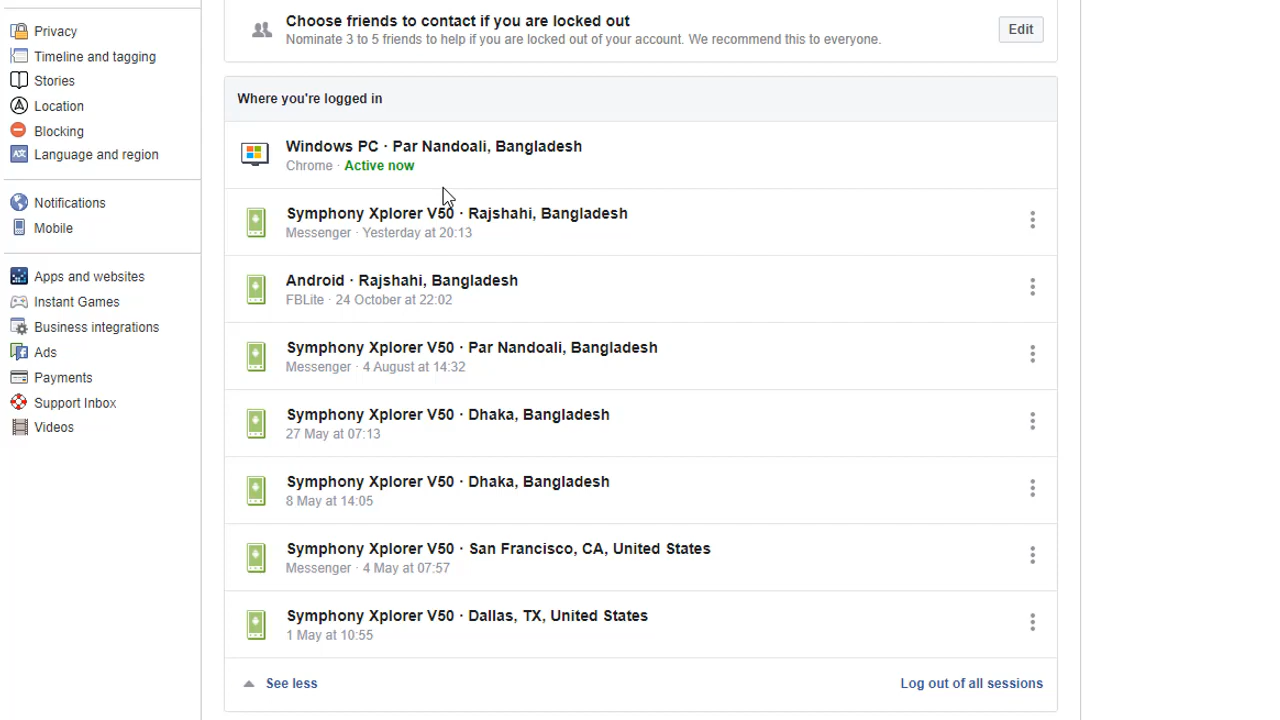 Privacy
Timeline and tagging
Stories
Location
Blocking
Language and region
Notifications
Mobile
Apps and websites
Instant Games
Business integrations
Ads
Payments
Support Inbox
Videos
Choose friends to contact if you are locked out
Nominate 3 to 5 friends to help if you are locked out of your account. We recommend this to everyone.
Edit
Where you're logged in
Windows PC · Par Nandoali, Bangladesh
Chrome · Active now
Symphony Xplorer V50 · Rajshahi, Bangladesh
Messenger · Yesterday at 20:13
Android · Rajshahi, Bangladesh
FBLite · 24 October at 22:02
Symphony Xplorer V50 · Par Nandoali, Bangladesh
Messenger · 4 August at 14:32
Symphony Xplorer V50 · Dhaka, Bangladesh
27 May at 07:13
Symphony Xplorer V50 · Dhaka, Bangladesh
8 May at 14:05
Symphony Xplorer V50 · San Francisco, CA, United States
Messenger · 4 May at 07:57
Symphony Xplorer V50 · Dallas, TX, United States
1 May at 10:55
See less
Log out of all sessions